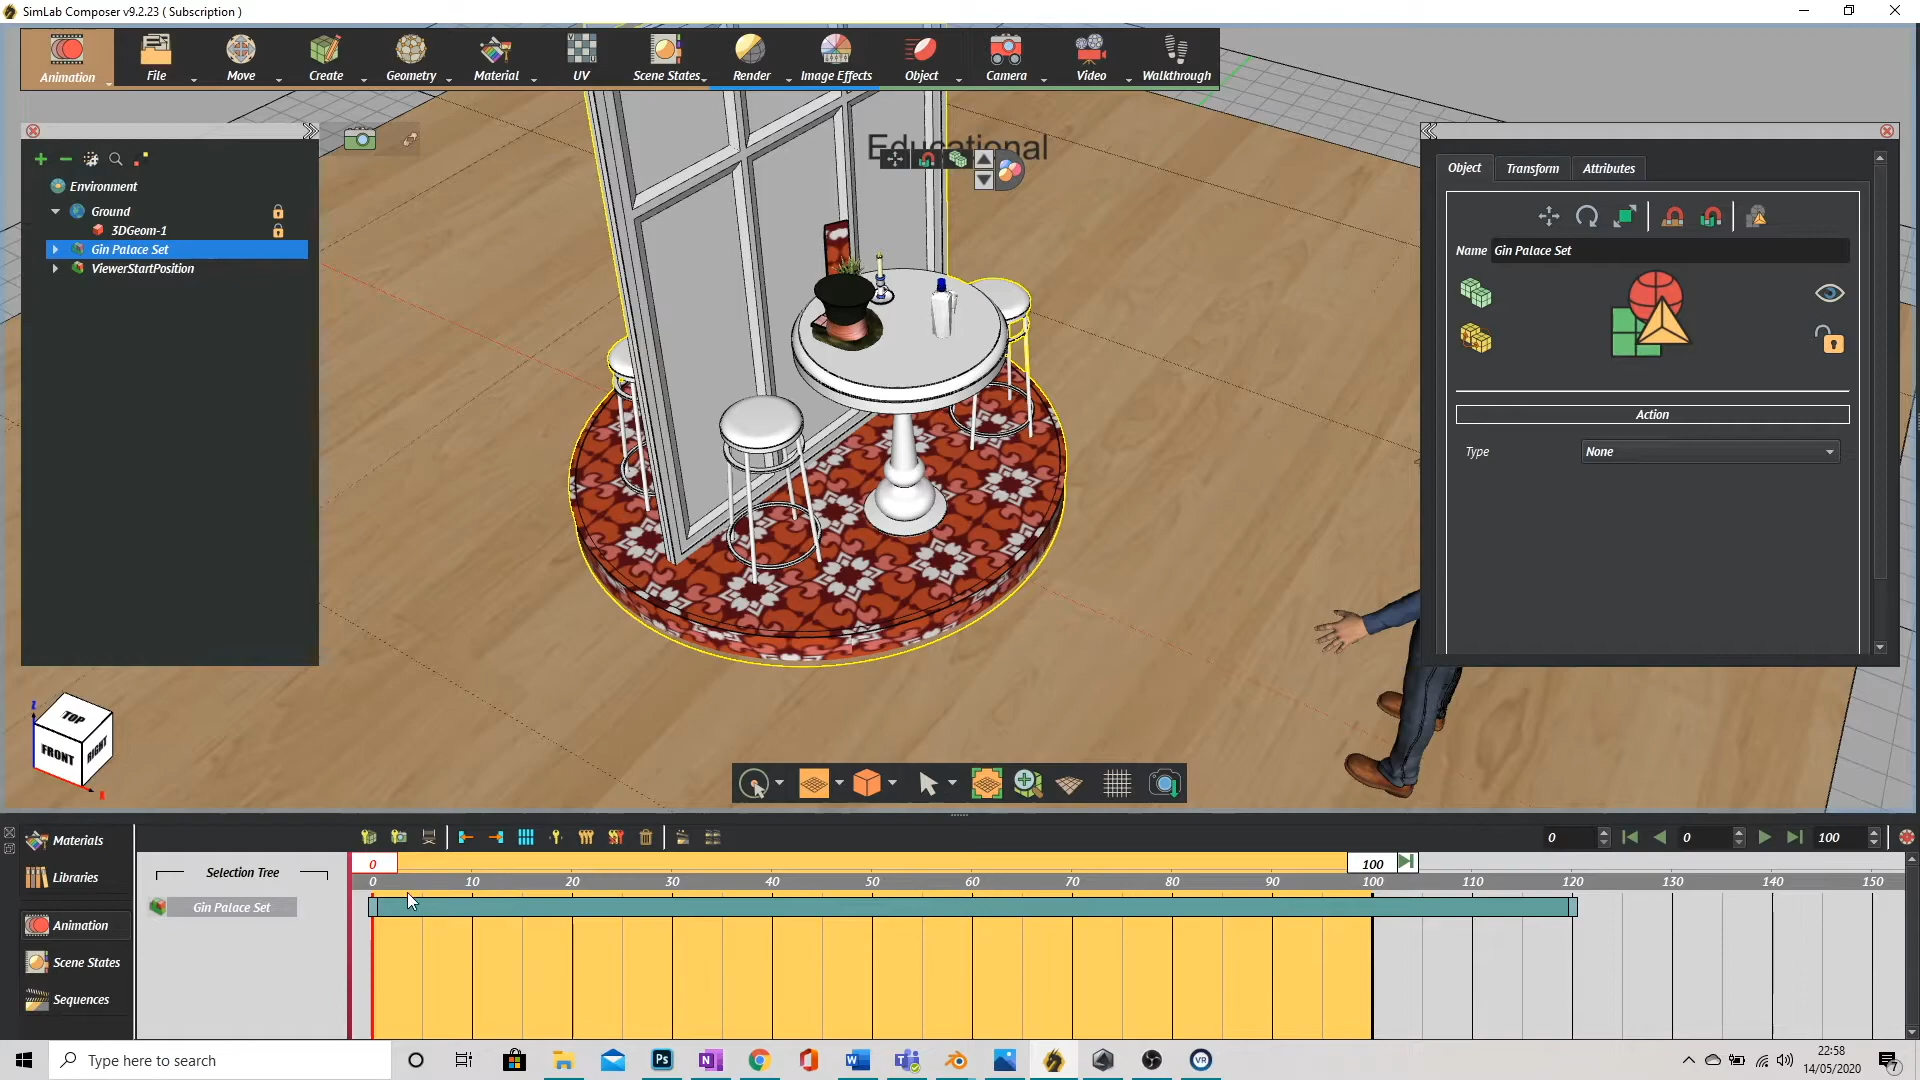 SimLab Composer v9.2.23 ( Subscription )
Animation File Move Create Geometry Material UV Scene States Render Image Effects Object Camera Video Walkthrough
Educational
Environment
Ground
3DGeom-1
Gin Palace Set
ViewerStartPosition
Object Transform Attributes
Name Gin Palace Set
Action
Type None
TOP
FRONT
RIGHT
Materials
Libraries
Animation
Scene States
Sequences
Selection Tree
Gin Palace Set
0 0 100
0 100
0 10 20 30 40 50 60 70 80 90 100 110 120 130 140 150
Type here to search
22:58
14/05/2020
7